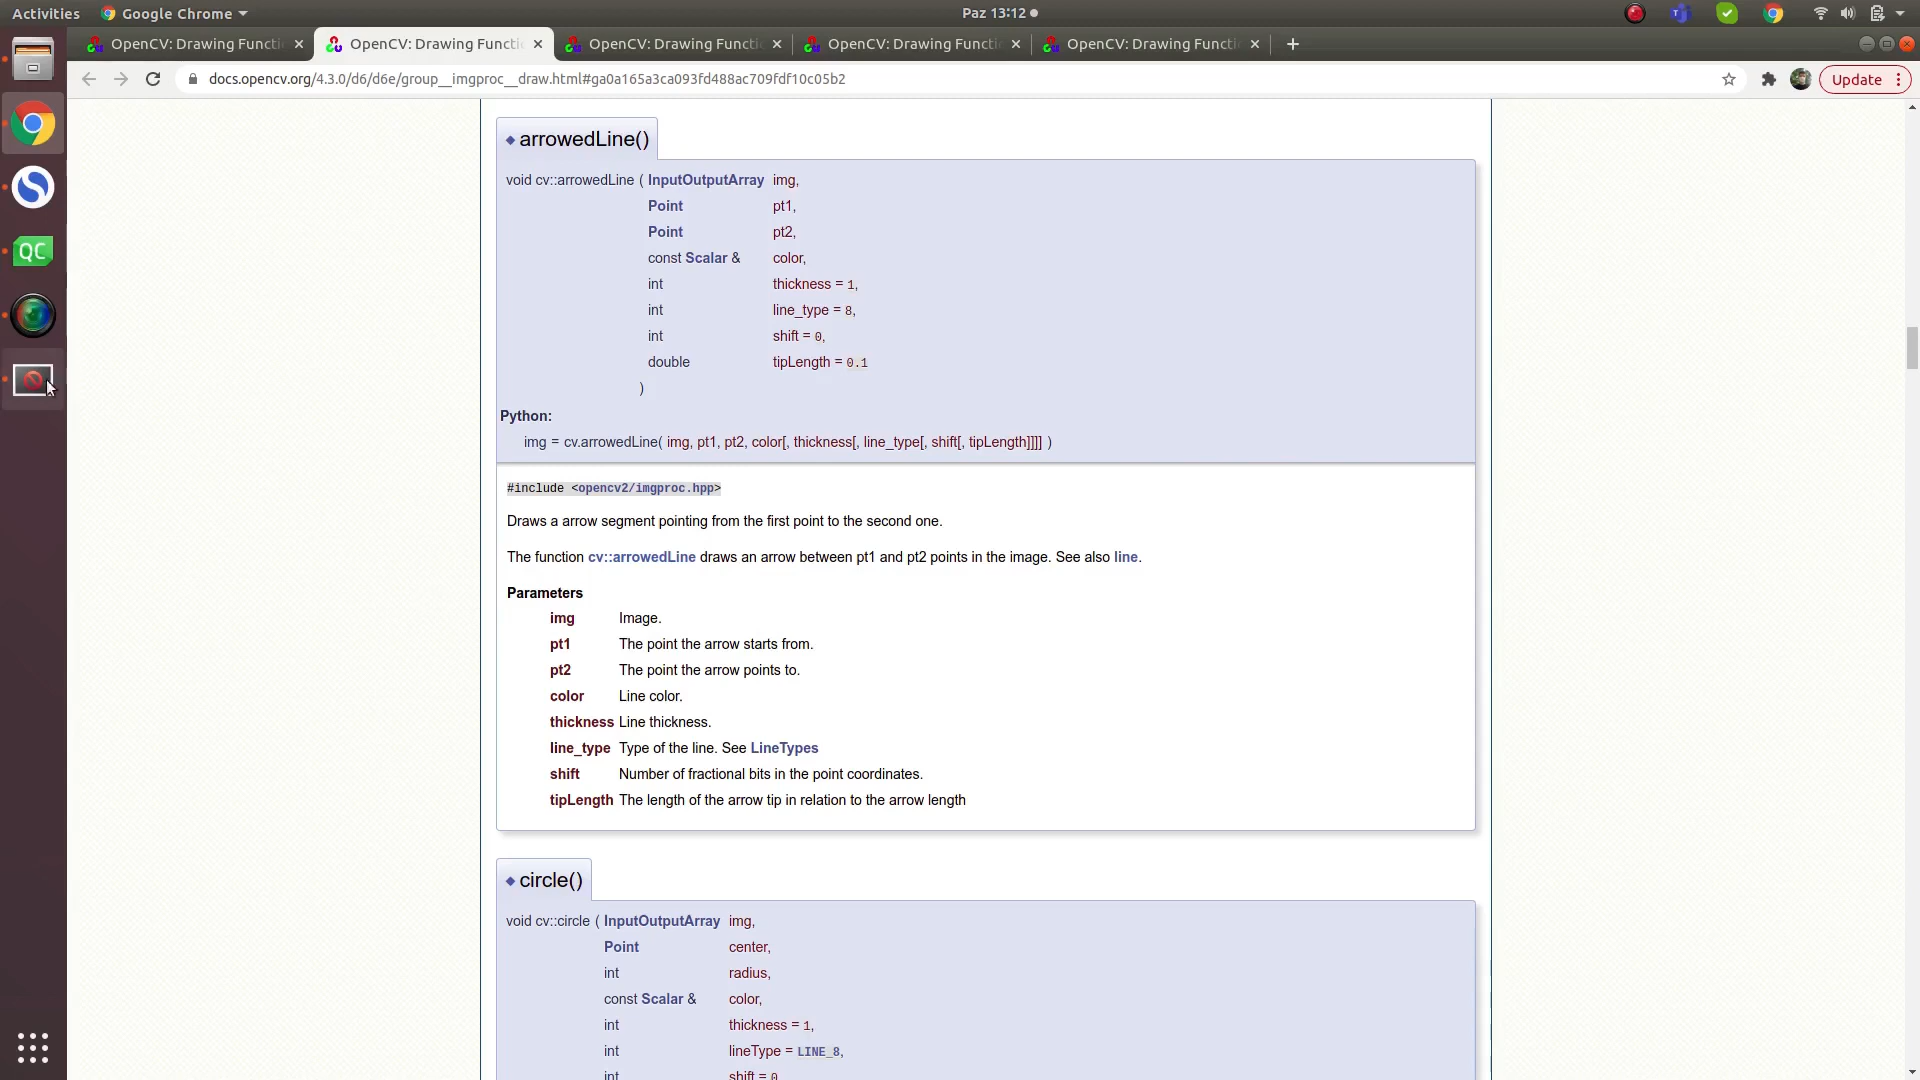 Activities Google Chrome Paz 13:12
OpenCV: Drawing Functi OpenCV: Drawing Functi OpenCV: Drawing Functi OpenCV: Drawing Functi OpenCV: Drawing Functi
docs.opencv.org/4.3.0/d6/d6e/group__imgproc__draw.html#ga0a165a3ca093fd488ac709fdf10c05b2 Update
QC
◆ arrowedLine()
void cv::arrowedLine ( InputOutputArray img,
Point pt1,
Point pt2,
const Scalar & color,
int thickness = 1,
int line_type = 8,
int shift = 0,
double tipLength = 0.1
)
Python:
img = cv.arrowedLine( img, pt1, pt2, color[, thickness[, line_type[, shift[, tipLength]]]] )
#include <opencv2/imgproc.hpp>
Draws a arrow segment pointing from the first point to the second one.
The function cv::arrowedLine draws an arrow between pt1 and pt2 points in the image. See also line.
Parameters
img Image.
pt1 The point the arrow starts from.
pt2 The point the arrow points to.
color Line color.
thickness Line thickness.
line_type Type of the line. See LineTypes
shift Number of fractional bits in the point coordinates.
tipLength The length of the arrow tip in relation to the arrow length
◆ circle()
void cv::circle ( InputOutputArray img,
Point center,
int radius,
const Scalar & color,
int thickness = 1,
int lineType = LINE_8,
int shift = 0